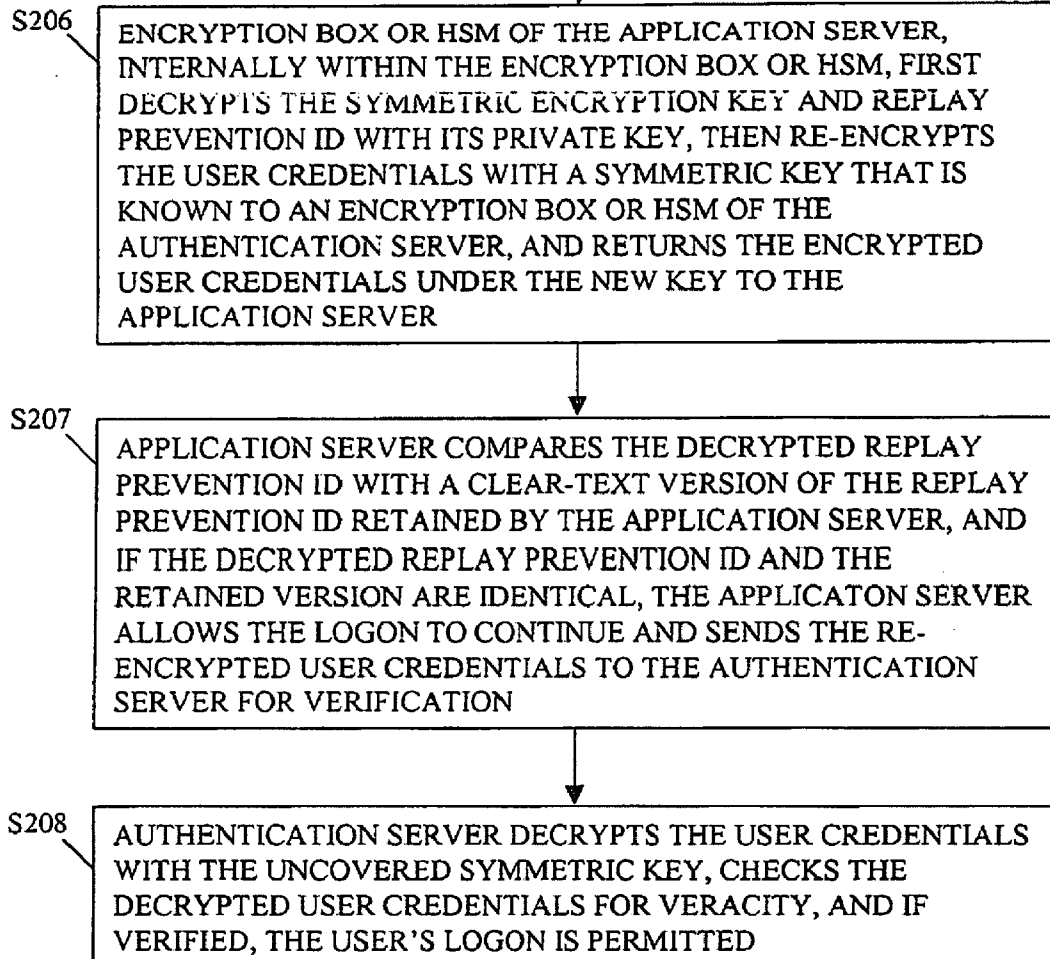 S206
ENCRYPTION BOX OR HSM OF THE APPLICATION SERVER,
INTERNALLY WITHIN THE ENCRYPTION BOX OR HSM, FIRST
DECRYPTS THE SYMMETRIC ENCRYPTION KEY AND REPLAY
PREVENTION ID WITH ITS PRIVATE KEY, THEN RE-ENCRYPTS
THE USER CREDENTIALS WITH A SYMMETRIC KEY THAT IS
KNOWN TO AN ENCRYPTION BOX OR HSM OF THE
AUTHENTICATION SERVER, AND RETURNS THE ENCRYPTED
USER CREDENTIALS UNDER THE NEW KEY TO THE
APPLICATION SERVER
S207
APPLICATION SERVER COMPARES THE DECRYPTED REPLAY
PREVENTION ID WITH A CLEAR-TEXT VERSION OF THE REPLAY
PREVENTION ID RETAINED BY THE APPLICATION SERVER, AND
IF THE DECRYPTED REPLAY PREVENTION ID AND THE
RETAINED VERSION ARE IDENTICAL, THE APPLICATON SERVER
ALLOWS THE LOGON TO CONTINUE AND SENDS THE RE-
ENCRYPTED USER CREDENTIALS TO THE AUTHENTICATION
SERVER FOR VERIFICATION
S208
AUTHENTICATION SERVER DECRYPTS THE USER CREDENTIALS
WITH THE UNCOVERED SYMMETRIC KEY, CHECKS THE
DECRYPTED USER CREDENTIALS FOR VERACITY, AND IF
VERIFIED, THE USER'S LOGON IS PERMITTED